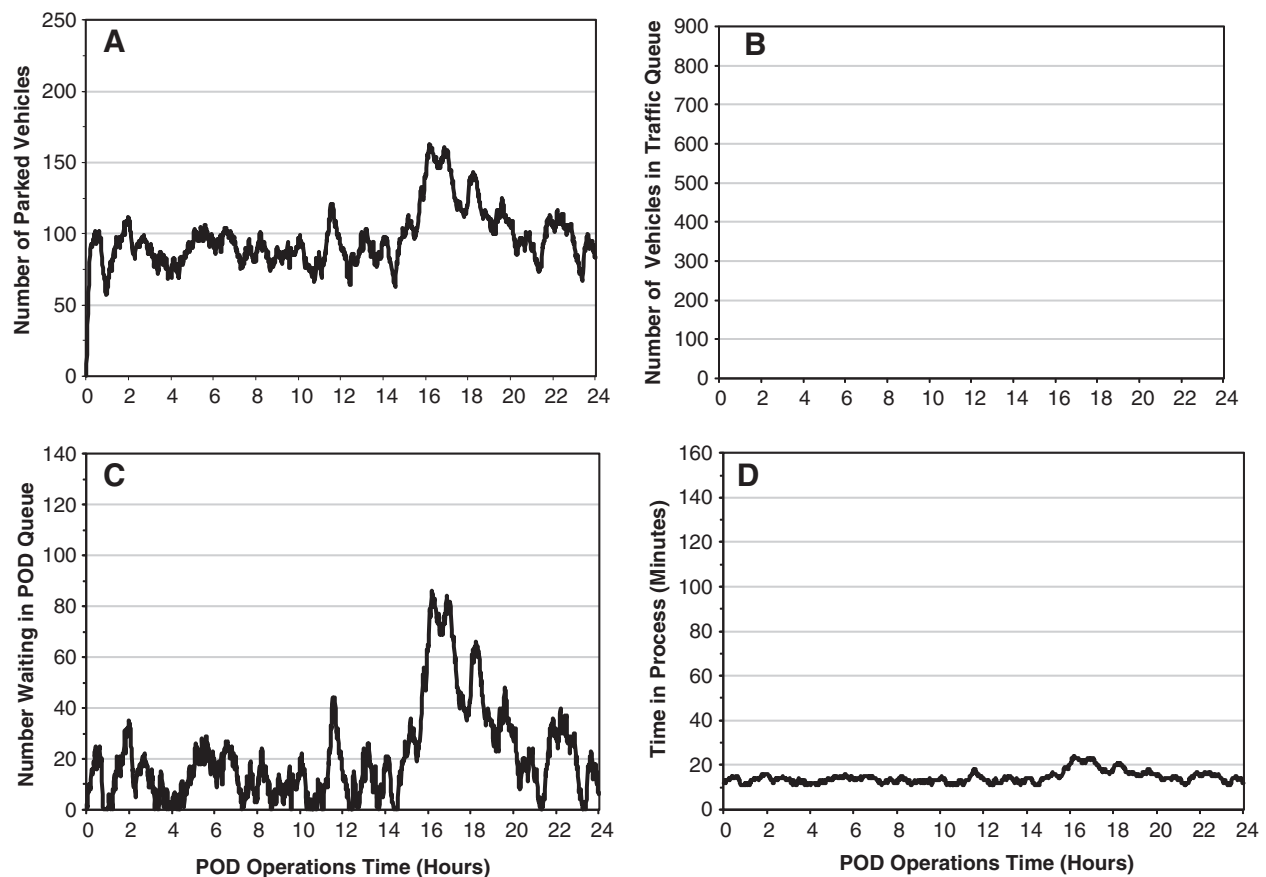 A
Number of Parked Vehicles
250
200
150
100
50
0
0 2 4 6 8 10 12 14 16 18 20 22 24
B
Number of Vehicles in Traffic Queue
900
800
700
600
500
400
300
200
100
0
0 2 4 6 8 10 12 14 16 18 20 22 24
C
Number Waiting in POD Queue
140
120
100
80
60
40
20
0
0 2 4 6 8 10 12 14 16 18 20 22 24
POD Operations Time (Hours)
D
Time in Process (Minutes)
160
140
120
100
80
60
40
20
0
0 2 4 6 8 10 12 14 16 18 20 22 24
POD Operations Time (Hours)